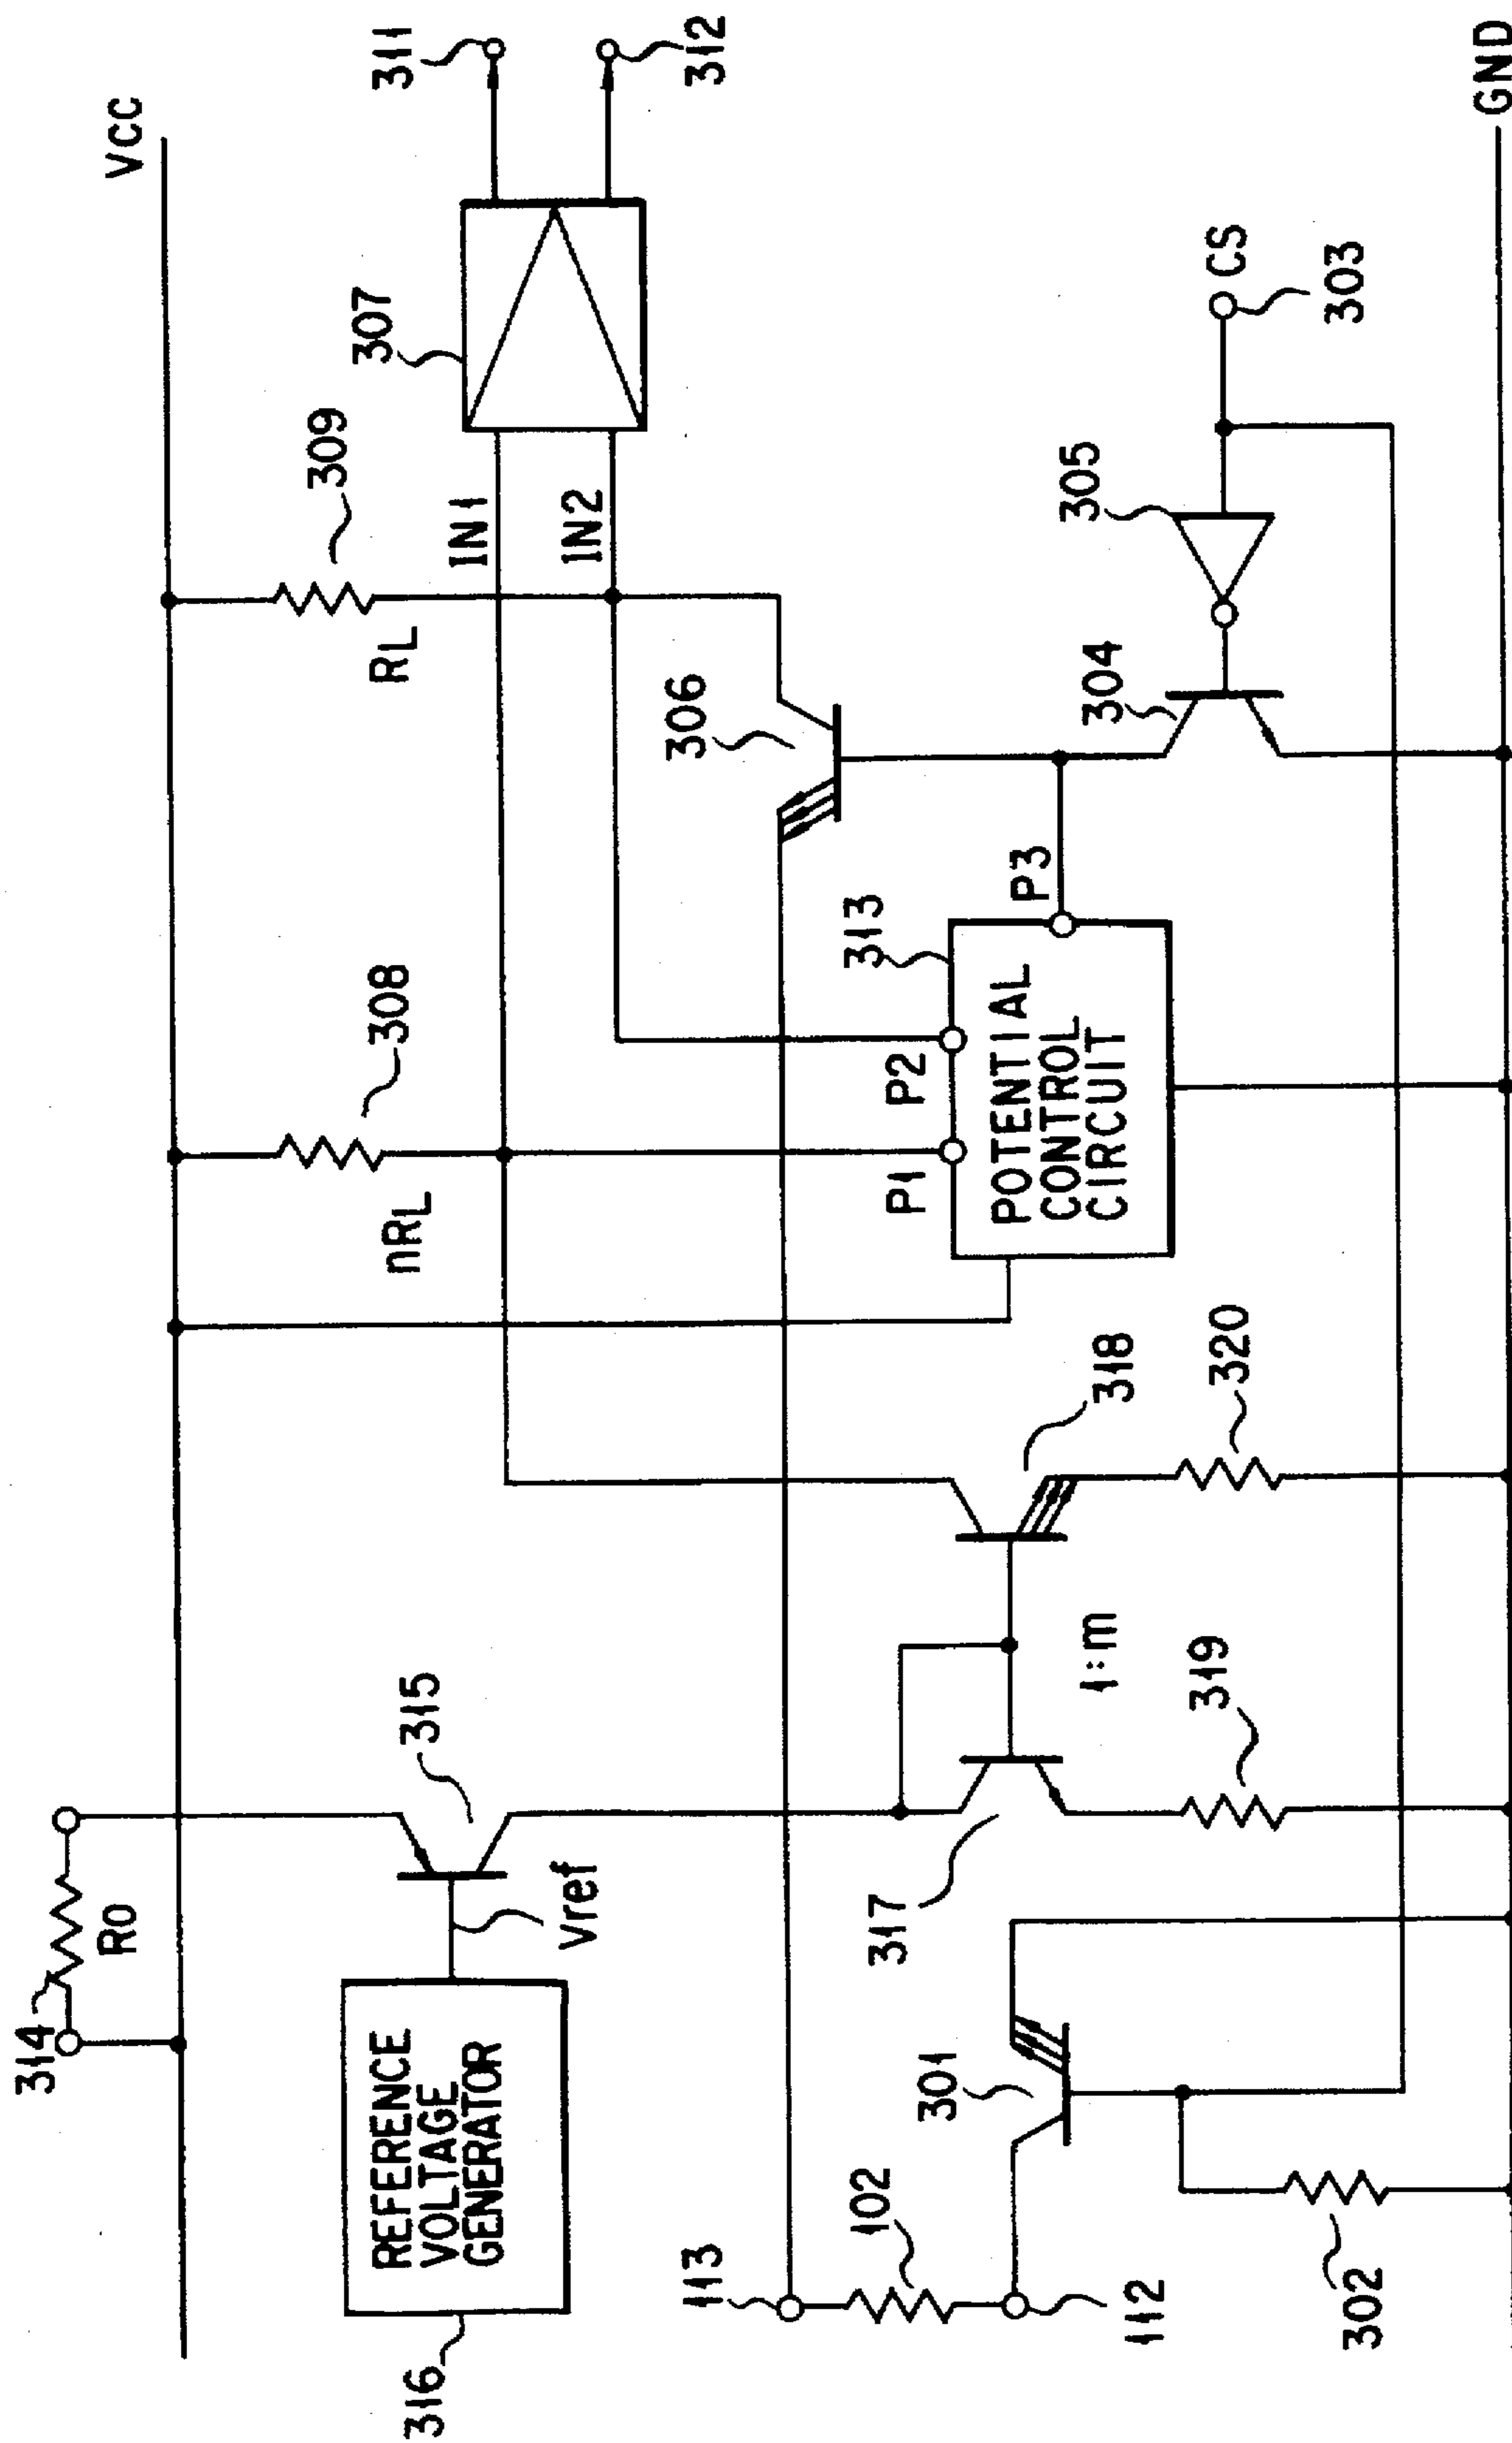 314
R0
Vcc
316
REFERENCE
VOLTAGE
GENERATOR
Vref
315
nRL
308
RL
309
IN1
IN2
307
311
312
113
102
112
301
302
317
319
1:m
318
320
P1
P2
P3
313
POTENTIAL
CONTROL
CIRCUIT
306
304
305
CS
303
GND